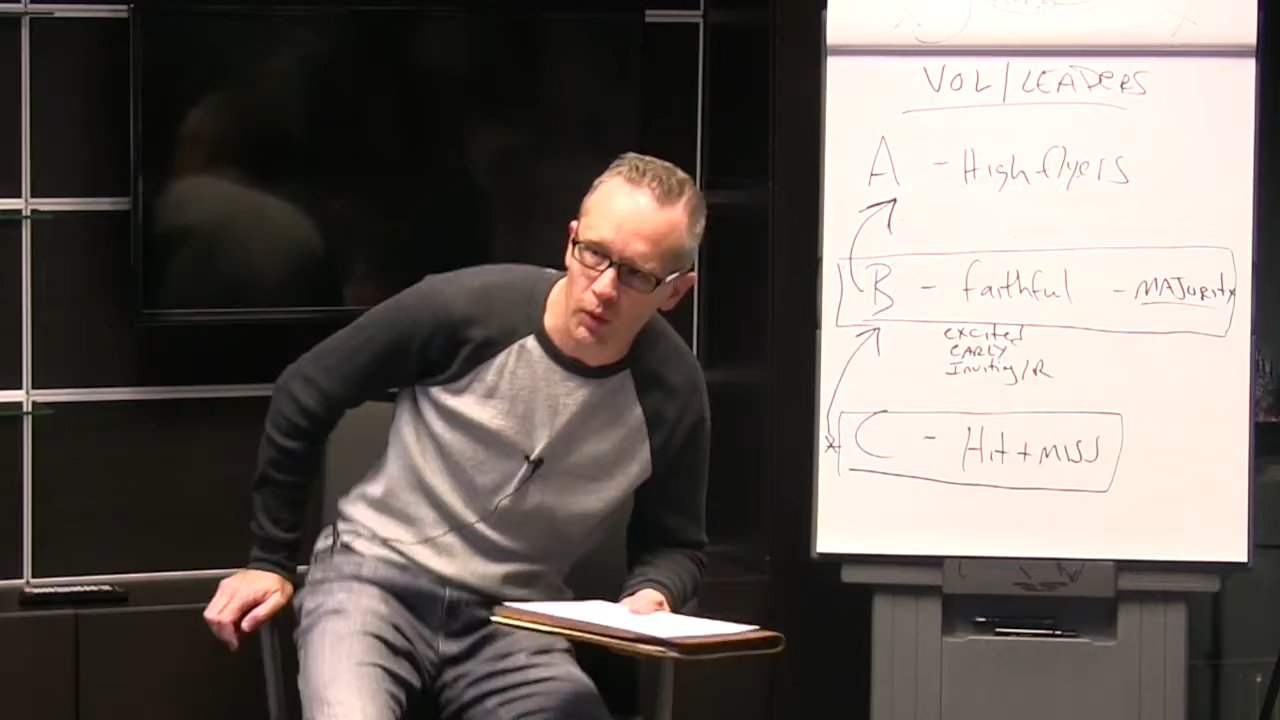 VOL/LEADERS
A - High flyers
B - faithful - MAJORITY
excited
EARLY
Inviting/R
C - Hit + miss